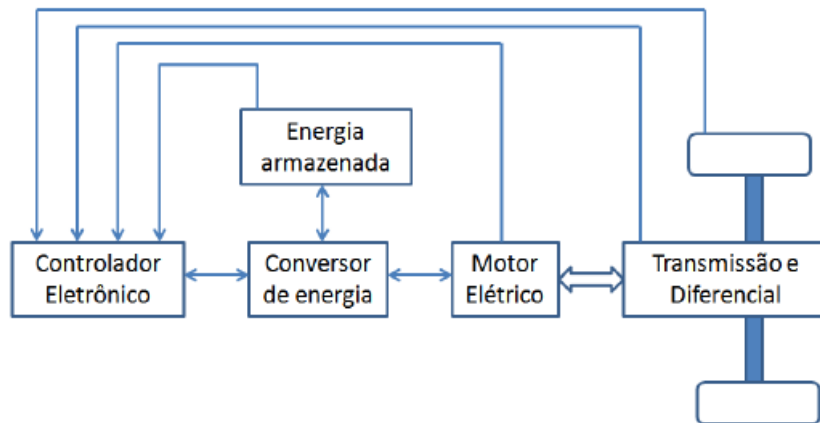 Energia
armazenada
Controlador
Eletrônico
Conversor
de energia
Motor
Elétrico
Transmissão e
Diferencial